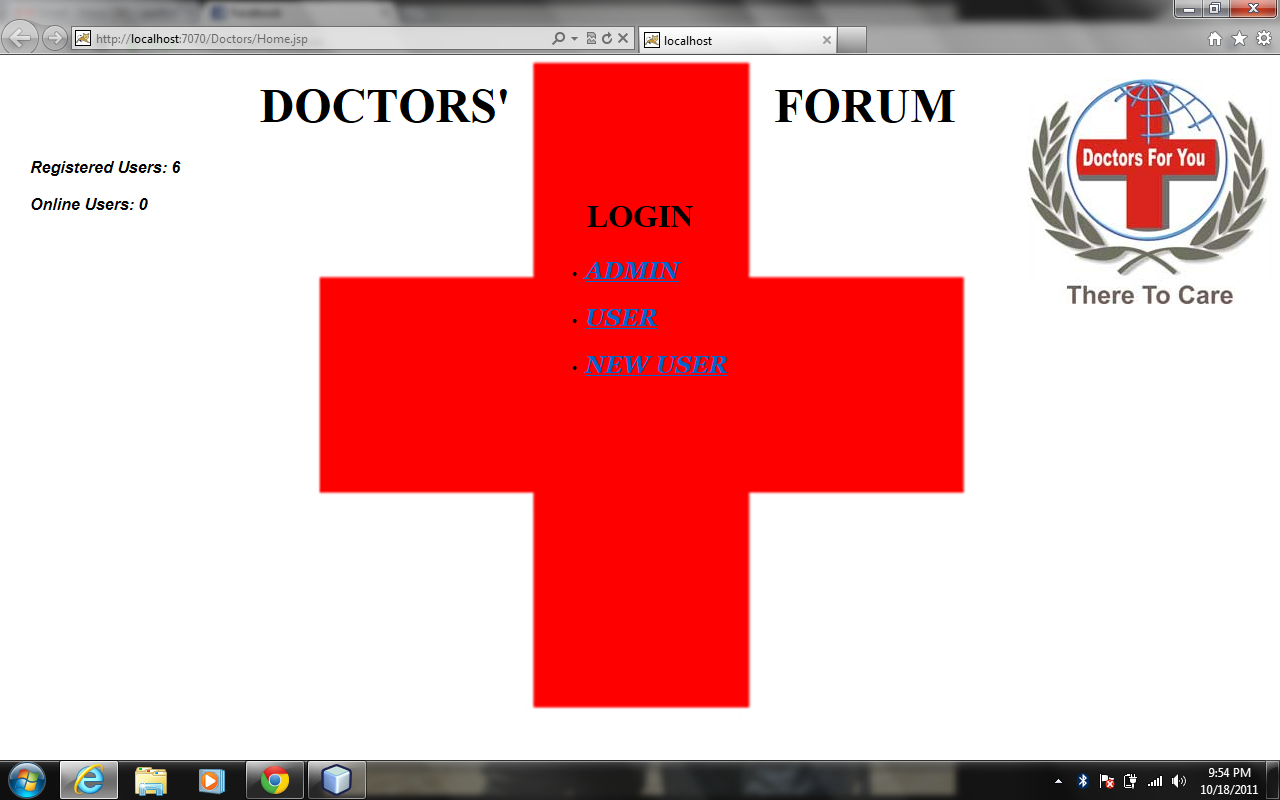 http://localhost:7070/Doctors/Home.jsp
localhost
DOCTORS' FORUM
Registered Users: 6
Online Users: 0
LOGIN
ADMIN
USER
NEW USER
Doctors For You
There To Care
9:54 PM
10/18/2011